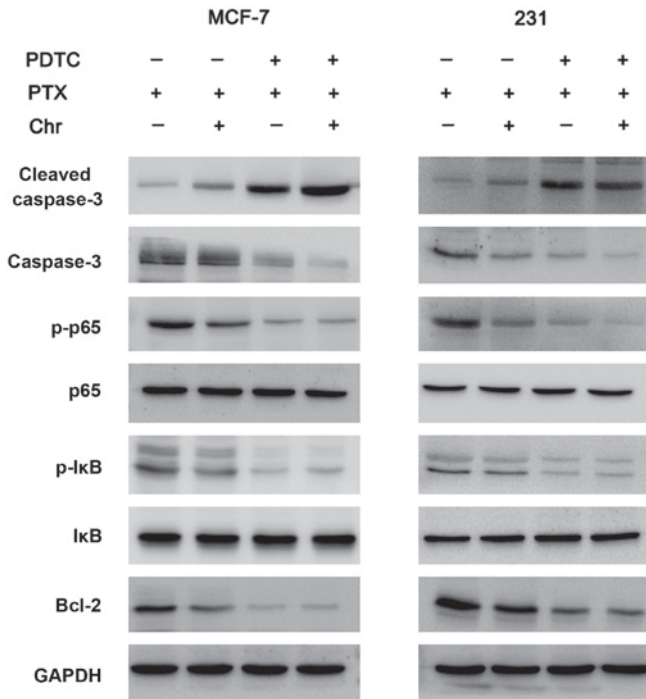 MCF-7 231
PDTC – – + + – – + +
PTX + + + + + + + +
Chr – + – + – + – +
Cleaved
caspase-3
Caspase-3
p-p65
p65
p-IκB
IκB
Bcl-2
GAPDH